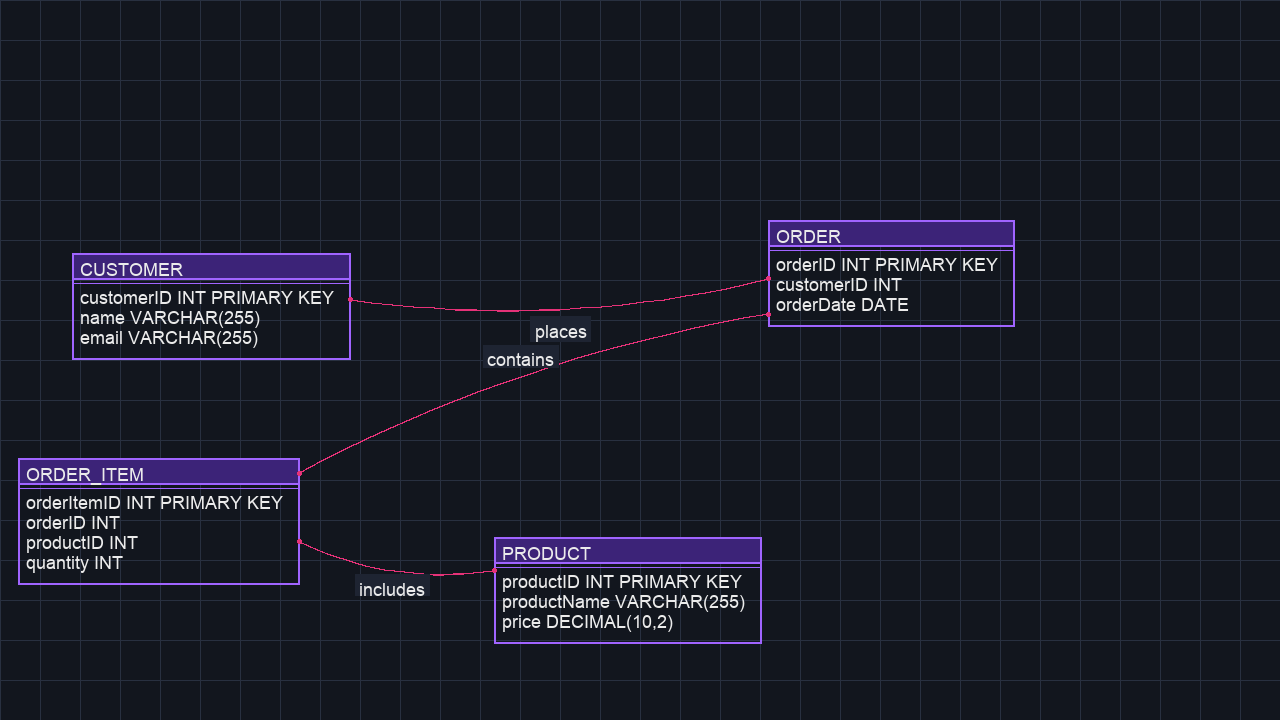 CUSTOMER
customerID INT PRIMARY KEY
name VARCHAR(255)
email VARCHAR(255)
ORDER
orderID INT PRIMARY KEY
customerID INT
orderDate DATE
places
contains
ORDER_ITEM
orderItemID INT PRIMARY KEY
orderID INT
productID INT
quantity INT
includes
PRODUCT
productID INT PRIMARY KEY
productName VARCHAR(255)
price DECIMAL(10,2)